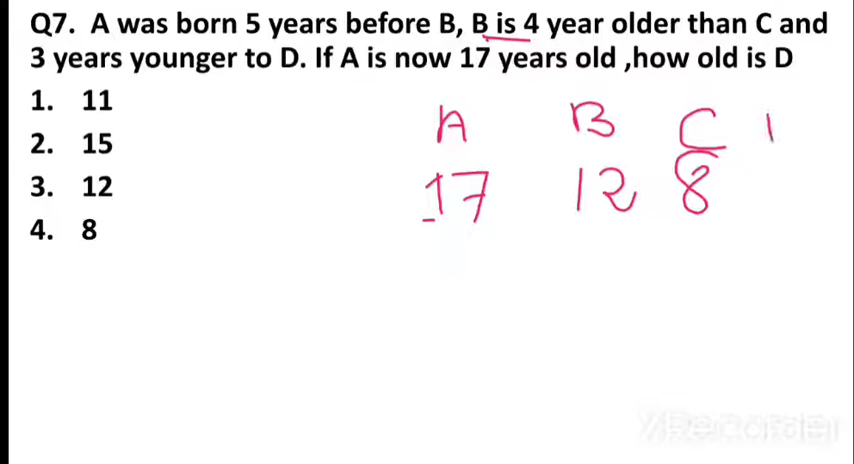 Q7. A was born 5 years before B, B is 4 year older than C and
3 years younger to D. If A is now 17 years old ,how old is D
1. 11
2. 15
3. 12
4. 8
A B C
17 12 8
VRecorder